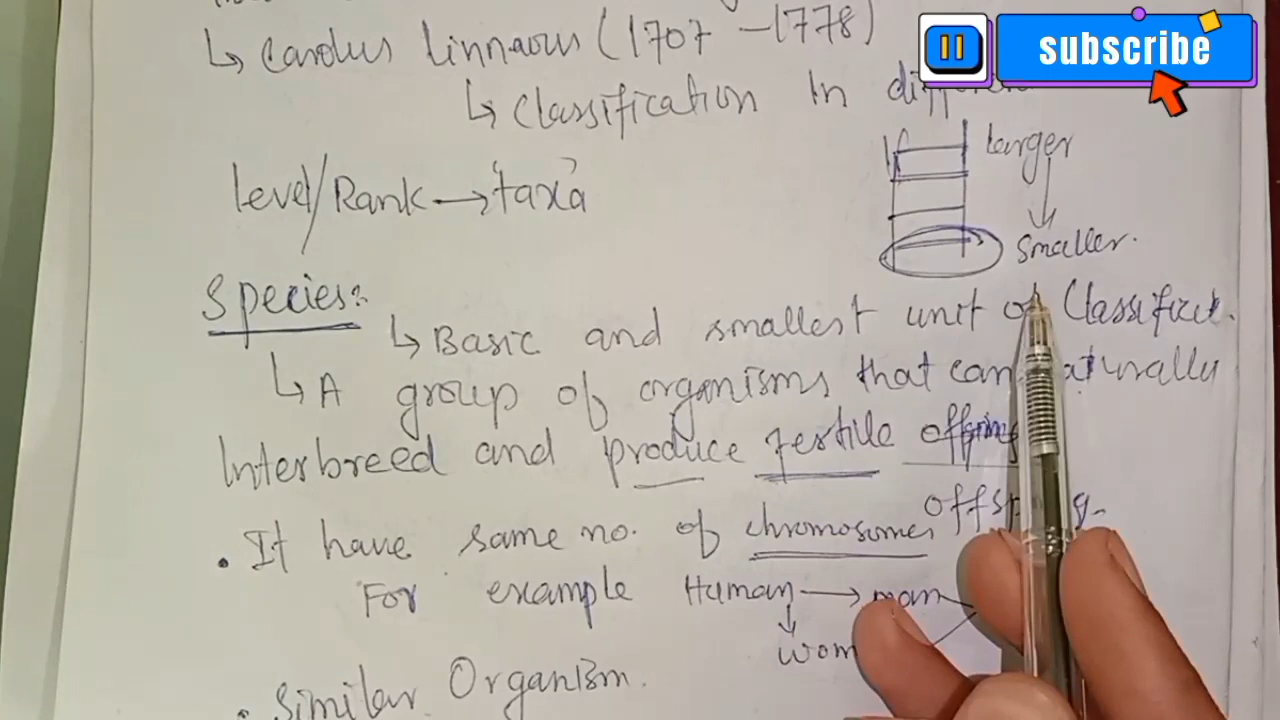 subscribe
↳ Carolus linnaous (1707 – 1778)
↳ Classification In
larger
level/Rank → 'taxa'
Smaller.
Species:
↳ Basic and smallest unit of Classificat.
↳ A group of organisms that can naturally
Interbreed and produce fertile
offspring.
• It have same no. of chromosomes
For example Human → man
↓
• Similar Organism.